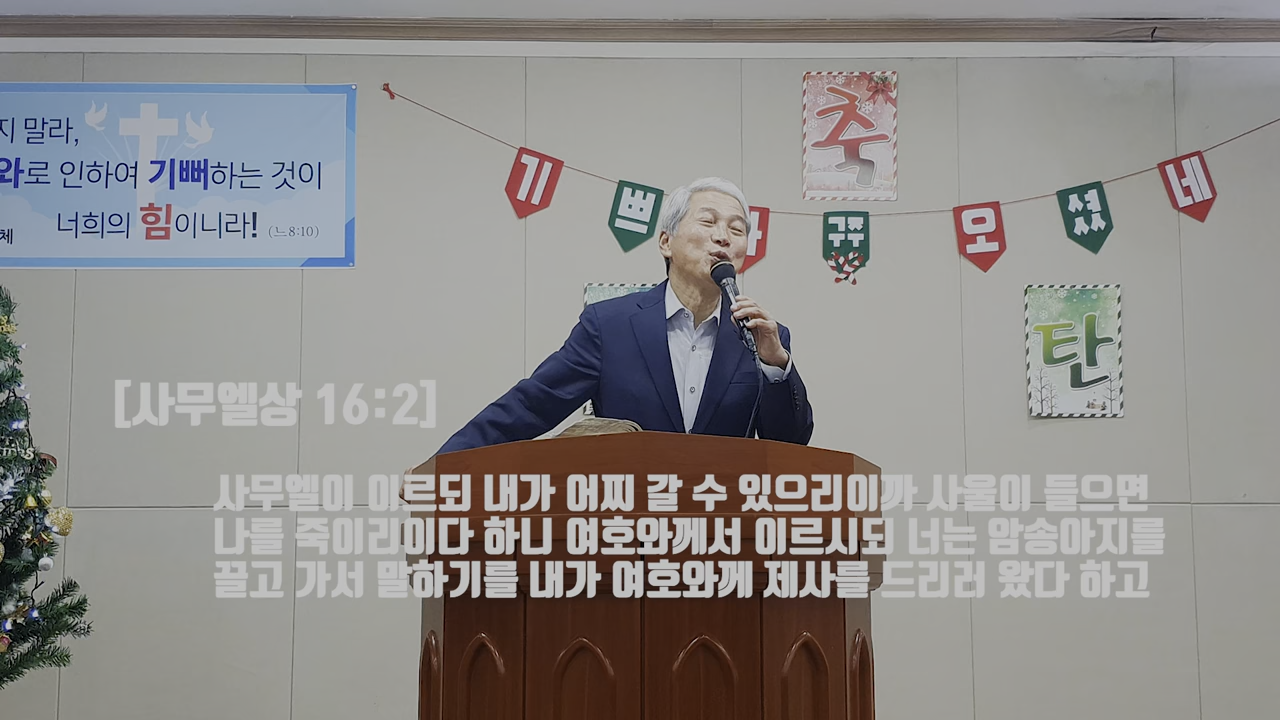 지 말라,
와로 인하여 기뻐하는 것이
너희의 힘이니라! (느8:10)
체
축
기
쁘
구주
오
셨
네
탄
[사무엘상 16:2]
사무엘이 이르되 내가 어찌 갈 수 있으리이까 사울이 들으면
나를 죽이리이다 하니 여호와께서 이르시되 너는 암송아지를
끌고 가서 말하기를 내가 여호와께 제사를 드리러 왔다 하고